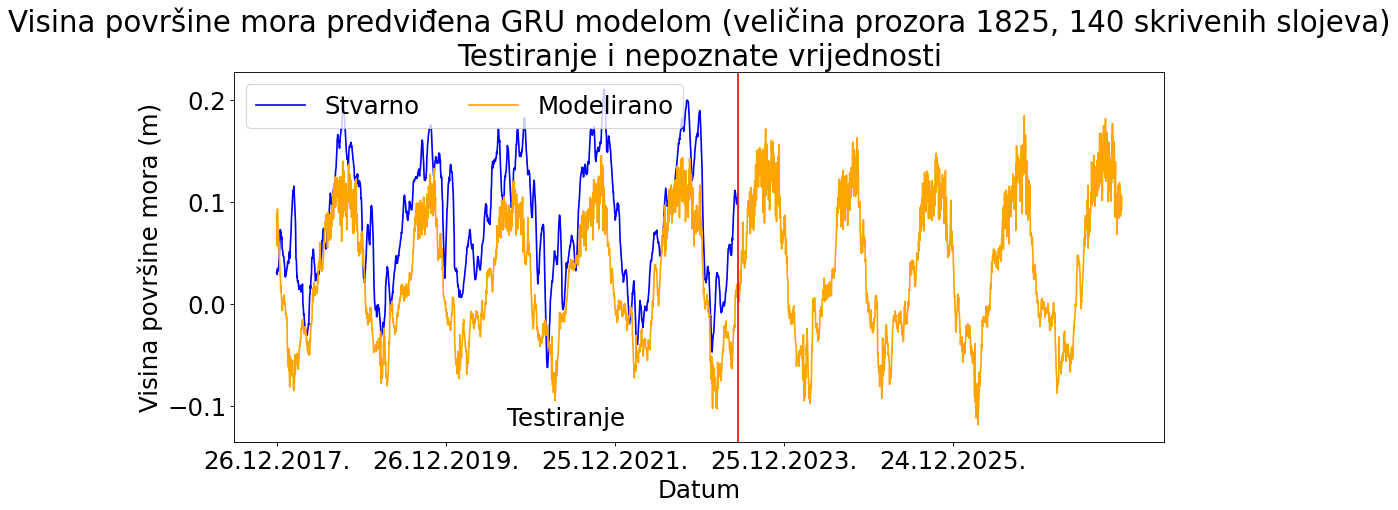 Visina površine mora predviđena GRU modelom (veličina prozora 1825, 140 skrivenih slojeva)
Testiranje i nepoznate vrijednosti
Stvarno Modelirano
Visina površine mora (m)
0.2
0.1
0.0
−0.1
Testiranje
26.12.2017. 26.12.2019. 25.12.2021. 25.12.2023. 24.12.2025.
Datum